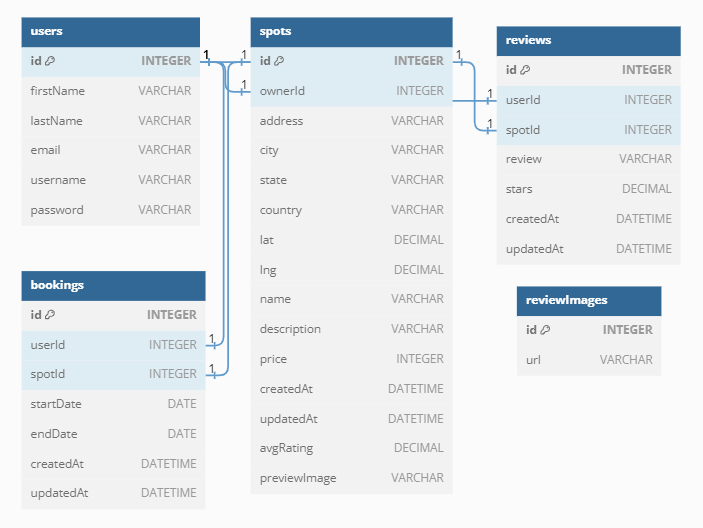 users
id INTEGER
firstName VARCHAR
lastName VARCHAR
email VARCHAR
username VARCHAR
password VARCHAR
1
1
1
spots
id INTEGER
ownerId INTEGER
address VARCHAR
city VARCHAR
state VARCHAR
country VARCHAR
lat DECIMAL
lng DECIMAL
name VARCHAR
description VARCHAR
price INTEGER
createdAt DATETIME
updatedAt DATETIME
avgRating DECIMAL
previewImage VARCHAR
1
1
1
reviews
id INTEGER
userId INTEGER
spotId INTEGER
review VARCHAR
stars DECIMAL
createdAt DATETIME
updatedAt DATETIME
bookings
id INTEGER
userId INTEGER
spotId INTEGER
startDate DATE
endDate DATE
createdAt DATETIME
updatedAt DATETIME
1
1
reviewImages
id INTEGER
url VARCHAR